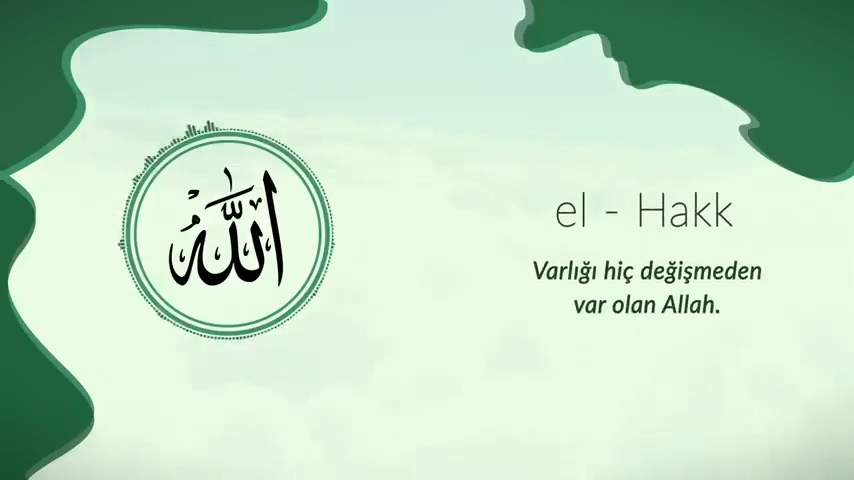 الله
el - Hakk
Varlığı hiç değişmeden
var olan Allah.